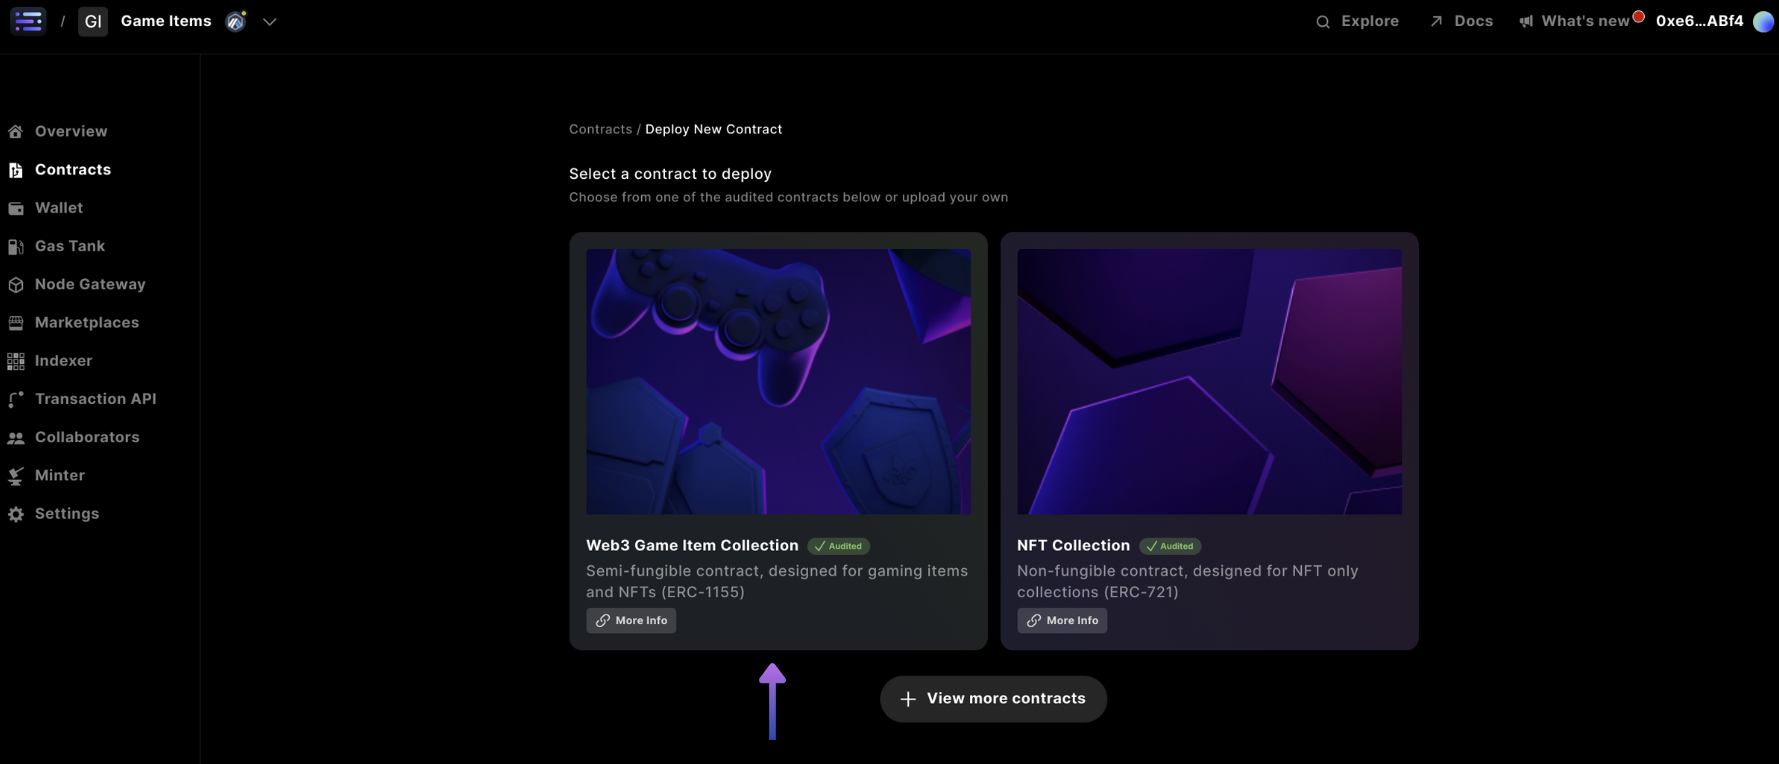 / GI Game Items
Explore
Docs
What's new
0xe6...ABf4
Overview
Contracts
Wallet
Gas Tank
Node Gateway
Marketplaces
Indexer
Transaction API
Collaborators
Minter
Settings
Contracts / Deploy New Contract
Select a contract to deploy
Choose from one of the audited contracts below or upload your own
Web3 Game Item Collection Audited
Semi-fungible contract, designed for gaming items
and NFTs (ERC-1155)
More Info
NFT Collection Audited
Non-fungible contract, designed for NFT only
collections (ERC-721)
More Info
View more contracts